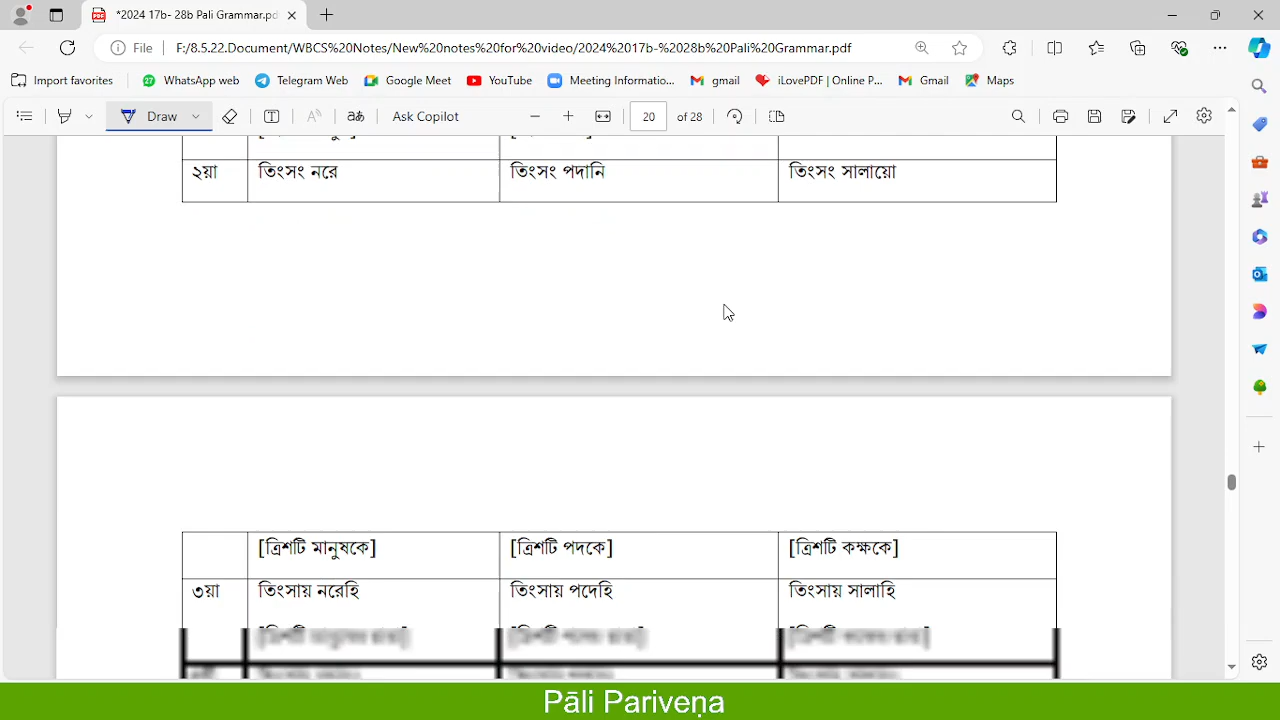 *2024 17b- 28b Pali Grammar.pd
File F:/8.5.22.Document/WBCS%20Notes/New%20notes%20for%20vedio/2024%2017b-%2028b%20Pali%20Grammar.pdf
Import favorites 27 WhatsApp web Telegram Web Google Meet YouTube Meeting Informatio... gmail iLovePDF | Online P... Gmail Maps
Draw Ask Copilot 20 of 28
২য়া তিংসং নরে তিংসং পদানি তিংসং সালায়ো
[ত্রিশটি মানুষকে] [ত্রিশটি পদকে] [ত্রিশটি কক্ষকে]
৩য়া তিংসায় নরেহি তিংসায় পদেহি তিংসায় সালাহি
Pāli Pariveṇa